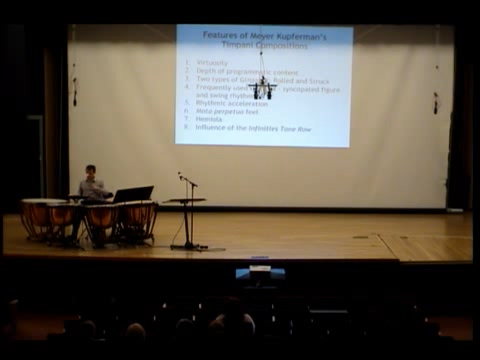 Features of Meyer Kupferman's
Timpani Compositions
1. Virtuosity
2. Depth of programmatic content
3. Two types of Rolled and Struck
4. Frequently used syncopated figure
and swing rhythm
5. Rhythmic acceleration
6. Moto perpetuo feel
7. Hemiola
8. Influence of the Infinities Tone Row